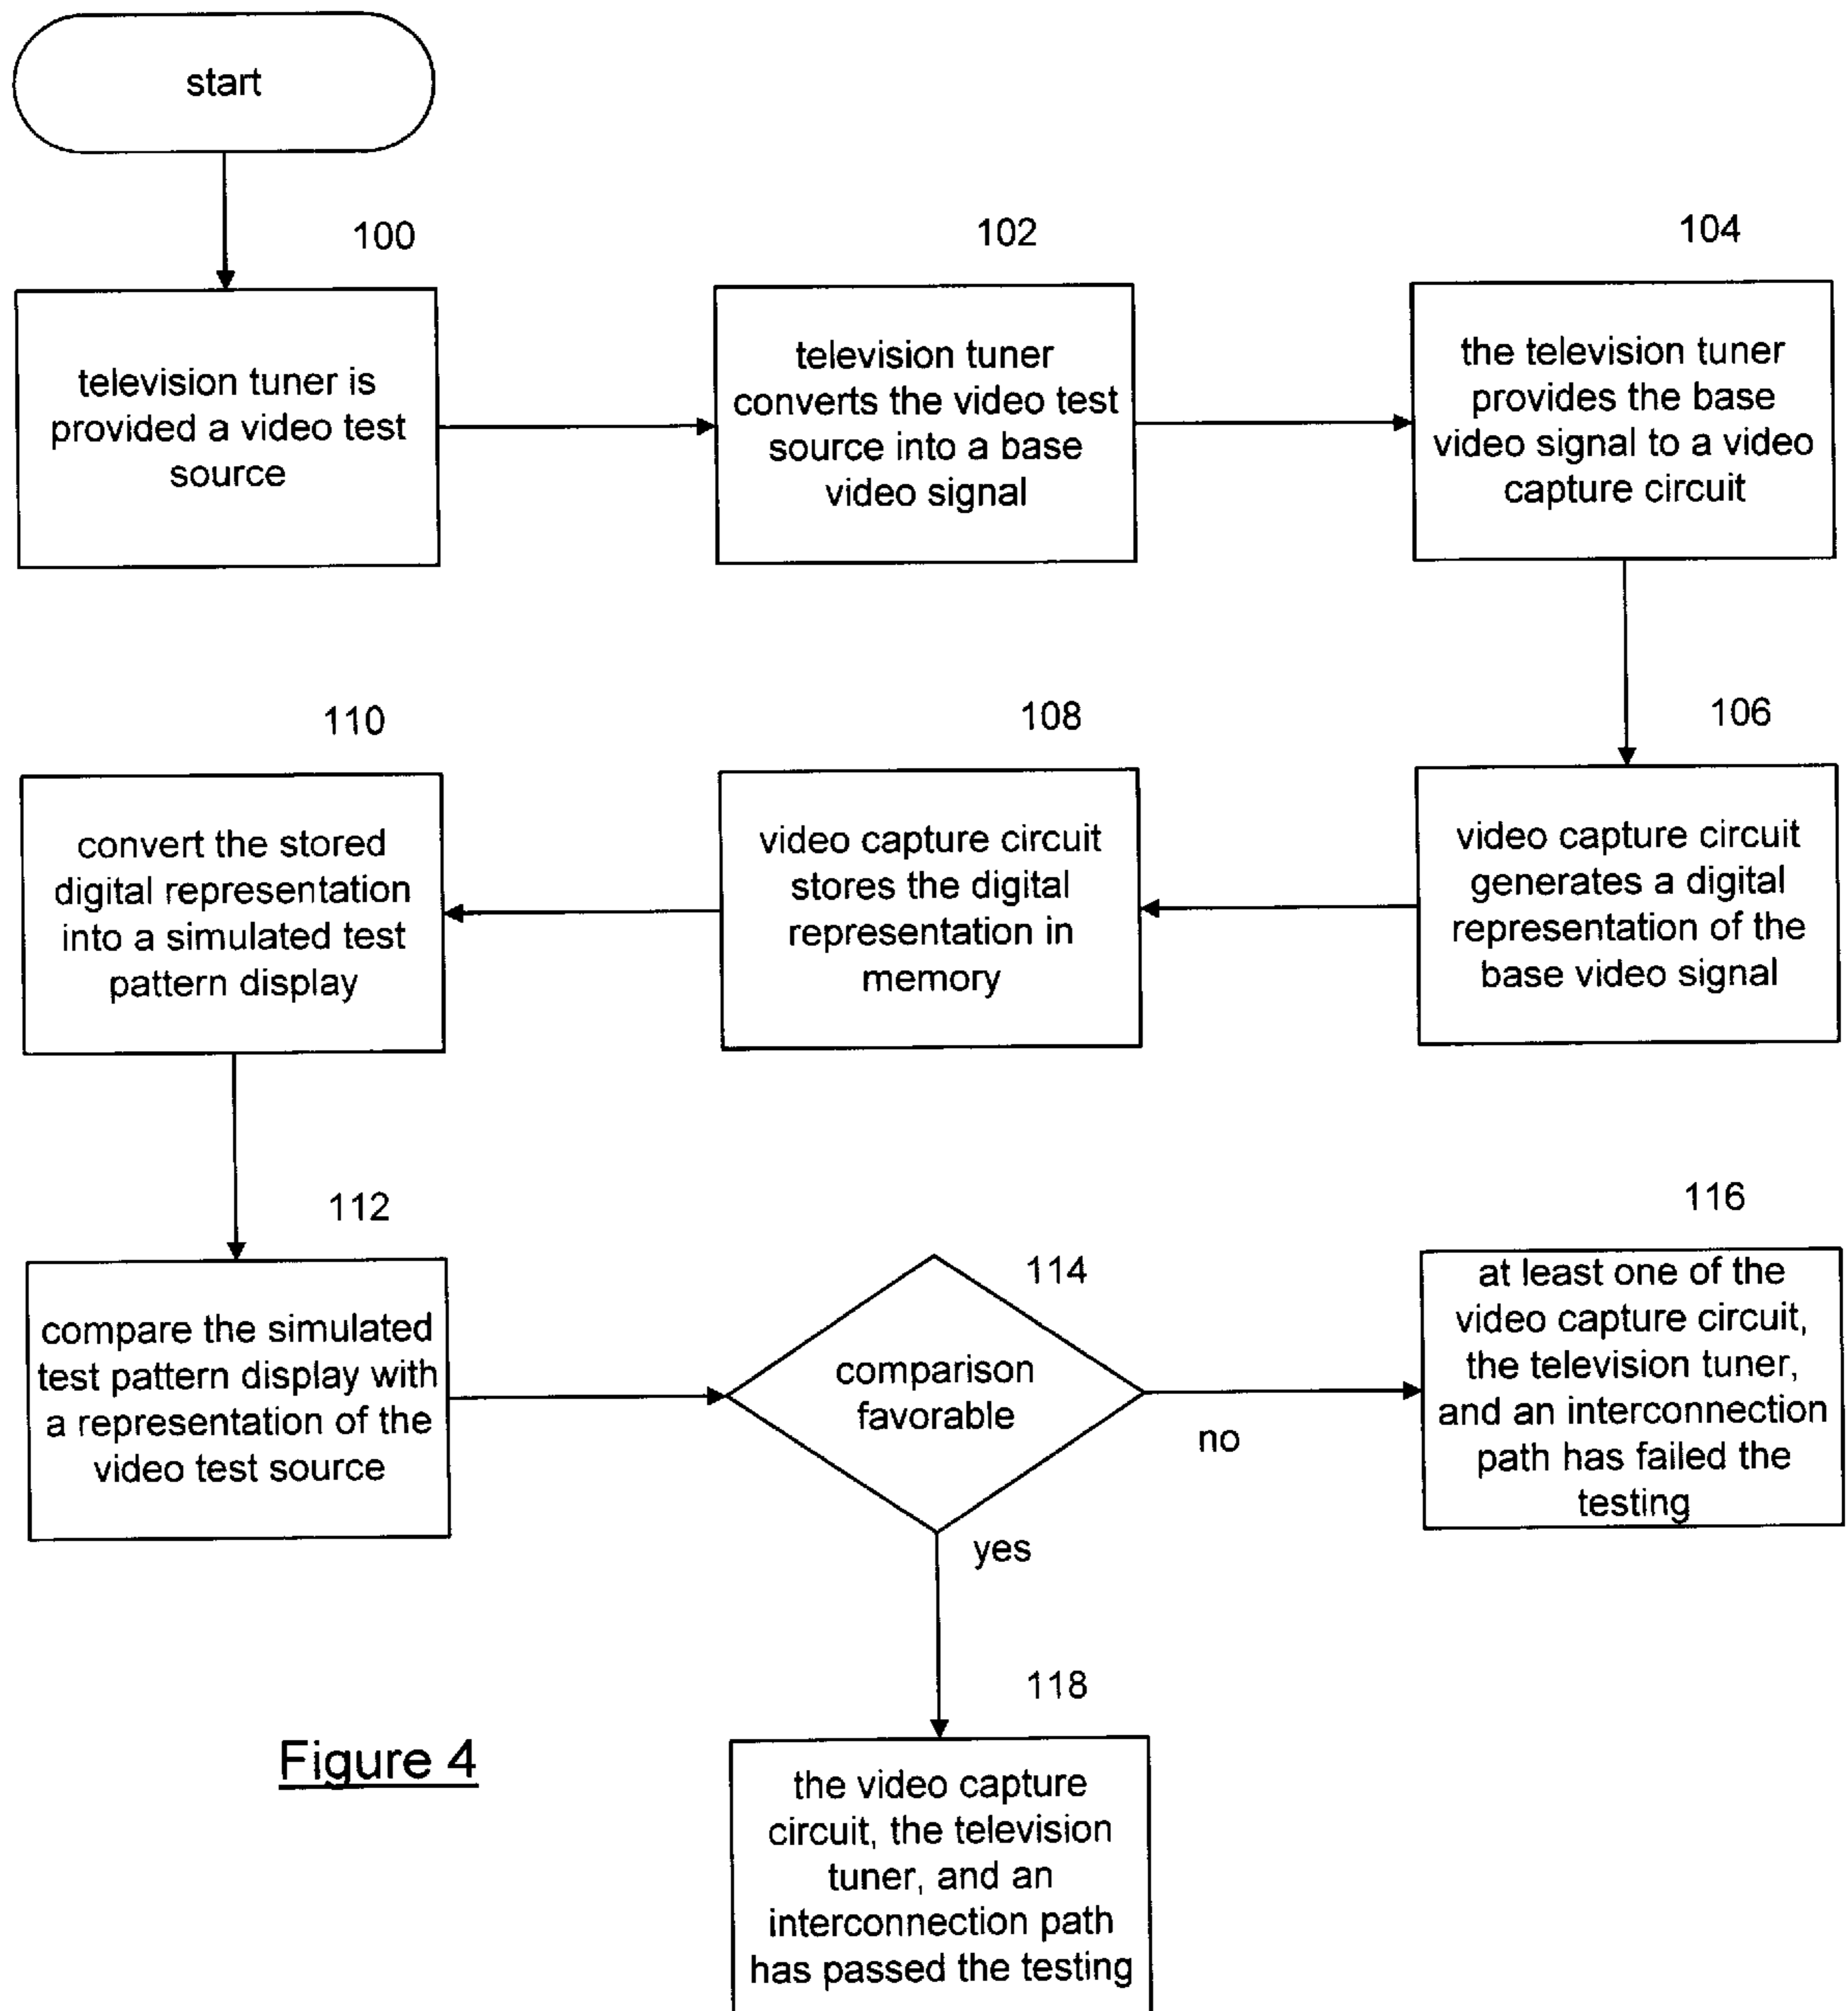 start
100
television tuner is
provided a video test
source
102
television tuner
converts the video test
source into a base
video signal
104
the television tuner
provides the base
video signal to a video
capture circuit
106
video capture circuit
generates a digital
representation of the
base video signal
108
video capture circuit
stores the digital
representation in
memory
110
convert the stored
digital representation
into a simulated test
pattern display
112
compare the simulated
test pattern display with
a representation of the
video test source
114
comparison
favorable
no
yes
116
at least one of the
video capture circuit,
the television tuner,
and an interconnection
path has failed the
testing
118
the video capture
circuit, the television
tuner, and an
interconnection path
has passed the testing
Figure 4